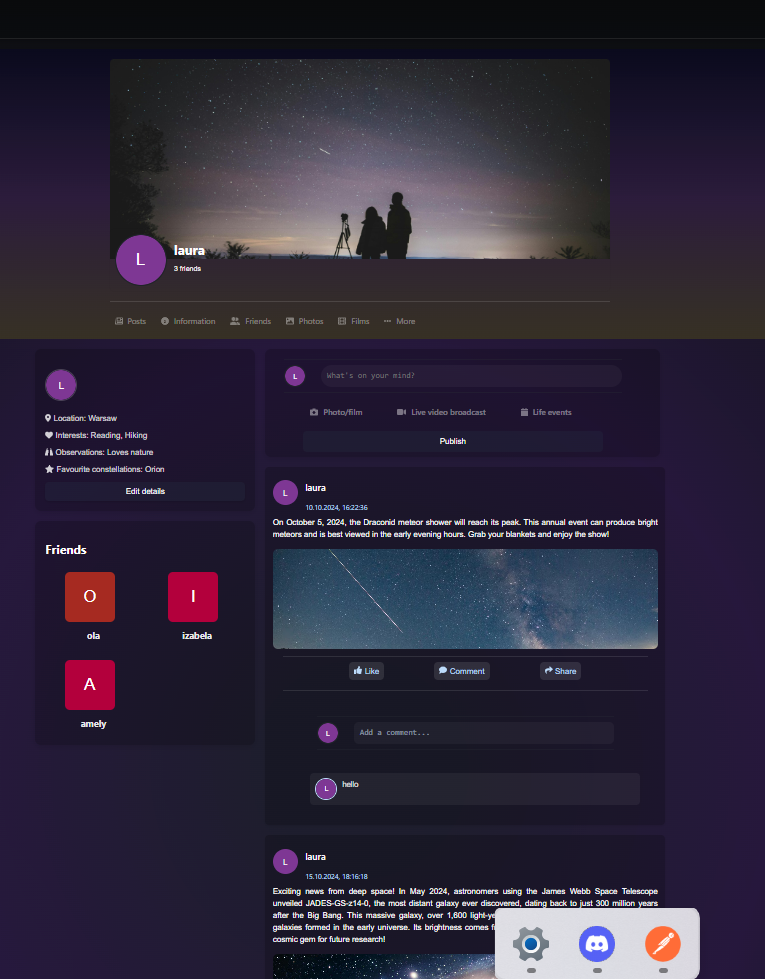 L
laura
3 friends
Posts Information Friends Photos Films More
L
Location: Warsaw
Interests: Reading, Hiking
Observations: Loves nature
Favourite constellations: Orion
Edit details
Friends
O I
ola izabela
A
amely
L What's on your mind?
Photo/film Live video broadcast Life events
Publish
L laura
10.10.2024, 16:22:36
On October 5, 2024, the Draconid meteor shower will reach its peak. This annual event can produce bright
meteors and is best viewed in the early evening hours. Grab your blankets and enjoy the show!
Like Comment Share
L Add a comment...
L hello
L laura
15.10.2024, 18:16:18
Exciting news from deep space! In May 2024, astronomers using the James Webb Space Telescope
unveiled JADES-GS-z14-0, the most distant galaxy ever discovered, dating back to just 300 million years
after the Big Bang. This massive galaxy, over 1,600 light-ye
galaxies formed in the early universe. Its brightness comes f
cosmic gem for future research!